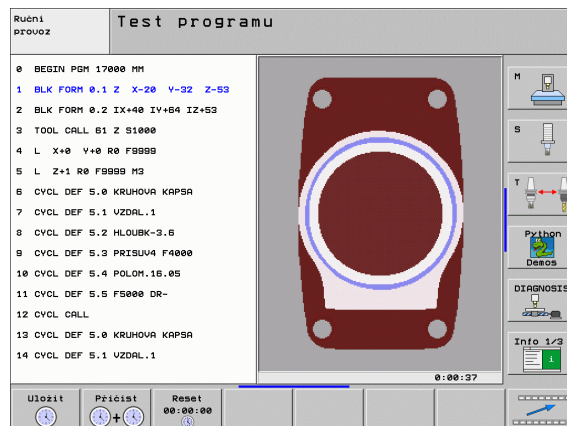 Ruční provoz
Test programu
0 BEGIN PGM 17000 MM
1 BLK FORM 0.1 Z X-20 Y-32 Z-53
2 BLK FORM 0.2 IX+40 IY+64 IZ+53
3 TOOL CALL 61 Z S1000
4 L X+0 Y+0 R0 F9999
5 L Z+1 R0 F9999 M3
6 CYCL DEF 5.0 KRUHOVA KAPSA
7 CYCL DEF 5.1 VZDAL.1
8 CYCL DEF 5.2 HLOUBK-3.6
9 CYCL DEF 5.3 PRISUV4 F4000
10 CYCL DEF 5.4 POLOM.16.05
11 CYCL DEF 5.5 F5000 DR-
12 CYCL CALL
13 CYCL DEF 5.0 KRUHOVA KAPSA
14 CYCL DEF 5.1 VZDAL.1
0:00:37
M
S
T
Python
Demos
DIAGNOSIS
Info 1/3
i
Uložit
Přičíst
+
Reset
00:00:00